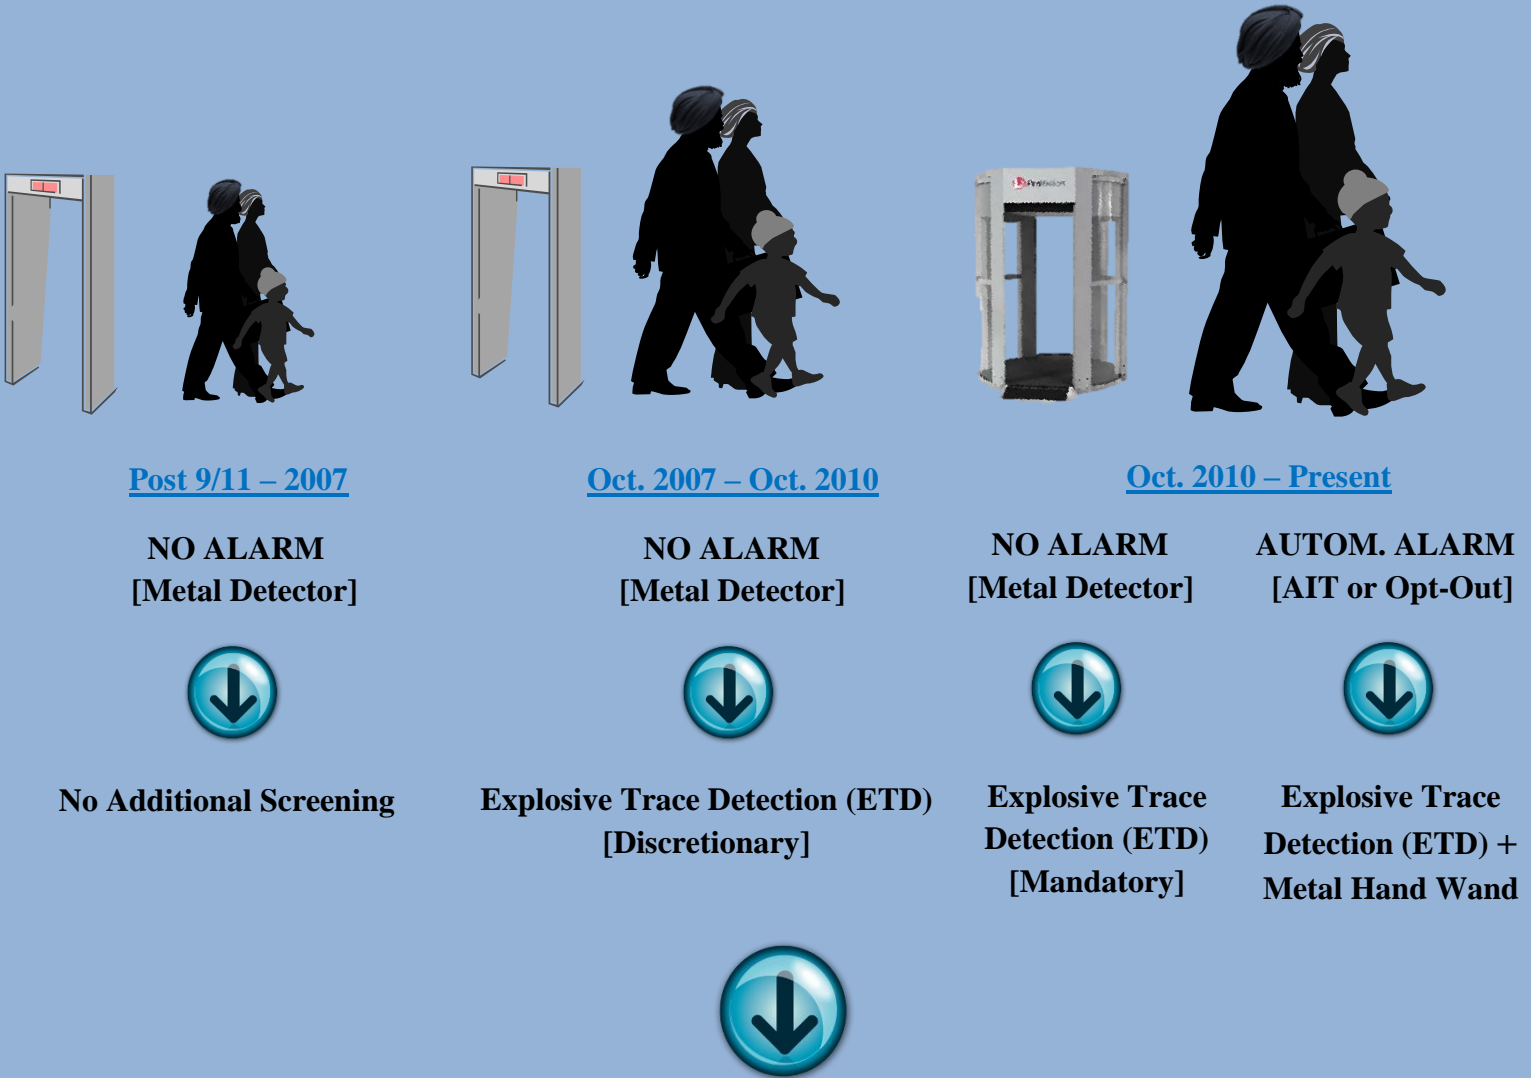 Post 9/11 – 2007
NO ALARM
[Metal Detector]
No Additional Screening
Oct. 2007 – Oct. 2010
NO ALARM
[Metal Detector]
Explosive Trace Detection (ETD)
[Discretionary]
Oct. 2010 – Present
NO ALARM
[Metal Detector]
Explosive Trace
Detection (ETD)
[Mandatory]
AUTOM. ALARM
[AIT or Opt-Out]
Explosive Trace
Detection (ETD) +
Metal Hand Wand